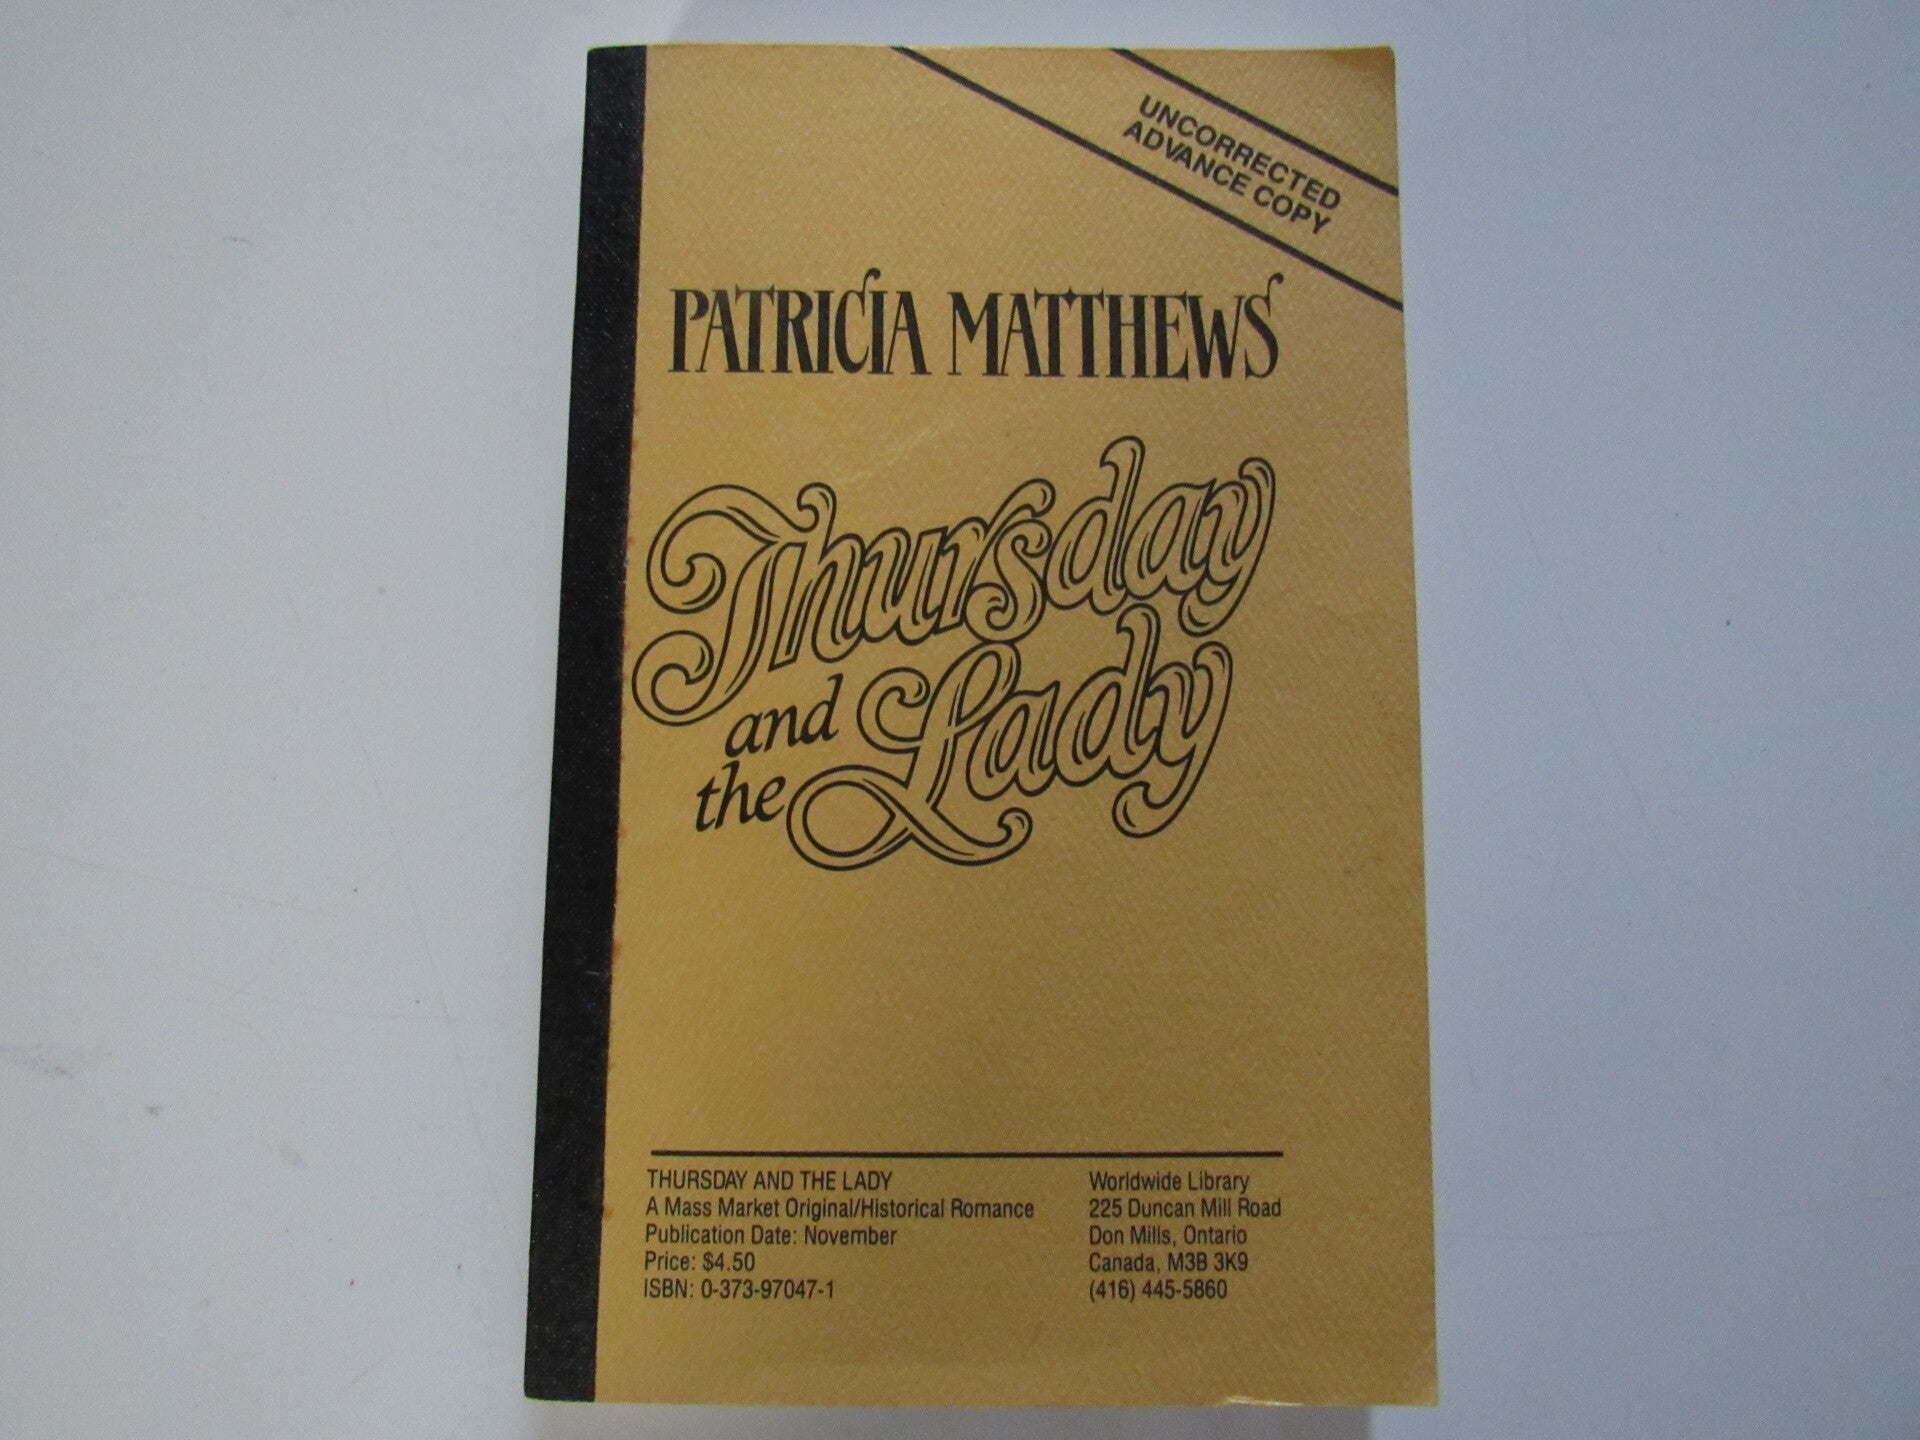 UNCORRECTED
ADVANCE COPY
PATRICIA MATTHEWS
Thursday
and
the Lady
THURSDAY AND THE LADY
A Mass Market Original/Historical Romance
Publication Date: November
Price: $4.50
ISBN: 0-373-97047-1
Worldwide Library
225 Duncan Mill Road
Don Mills, Ontario
Canada, M3B 3K9
(416) 445-5860